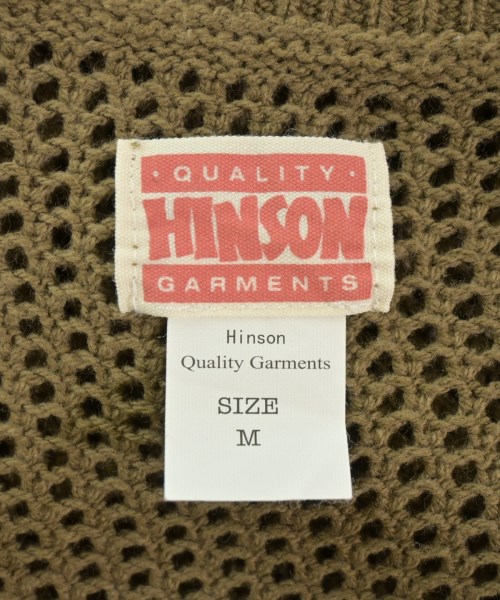 · QUALITY ·
HINSON
GARMENTS
Hinson
Quality Garments
SIZE
M